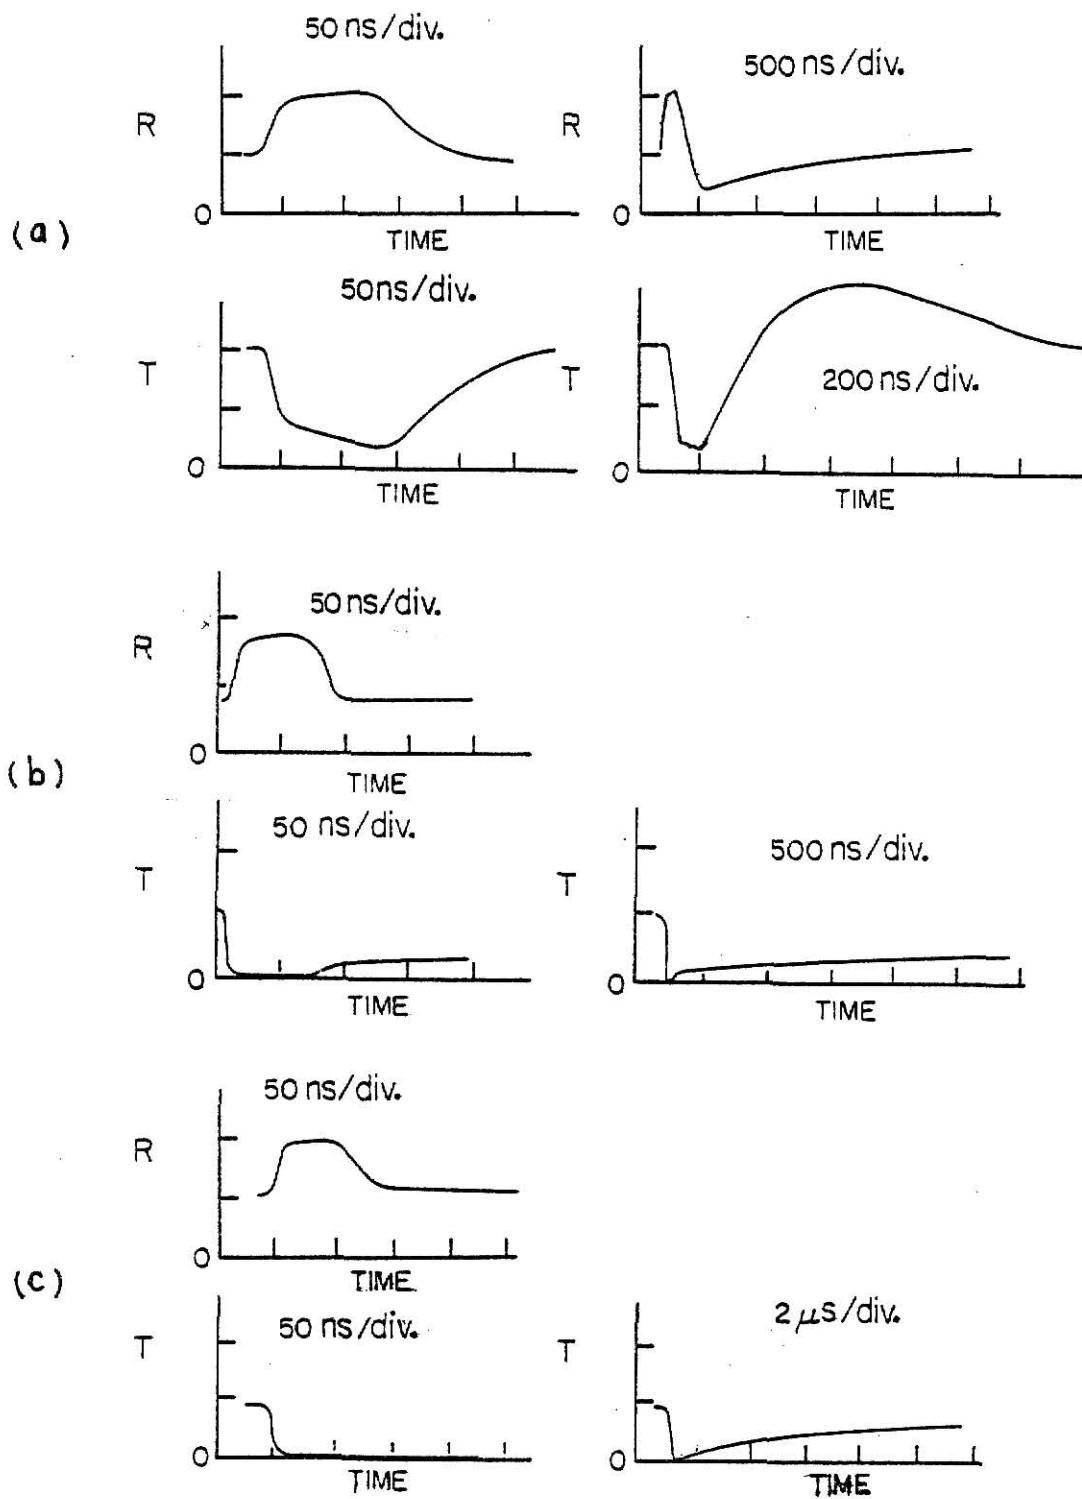 50 ns/div.
R
0
TIME
500 ns/div.
R
0
TIME
(a)
50ns/div.
T
0
TIME
T
200 ns/div.
0
TIME
50 ns/div.
R
0
TIME
(b)
50 ns/div.
T
0
TIME
500 ns/div.
T
0
TIME
50 ns/div.
R
0
TIME
(c)
50 ns/div.
T
0
TIME
2 μs/div.
T
0
TIME